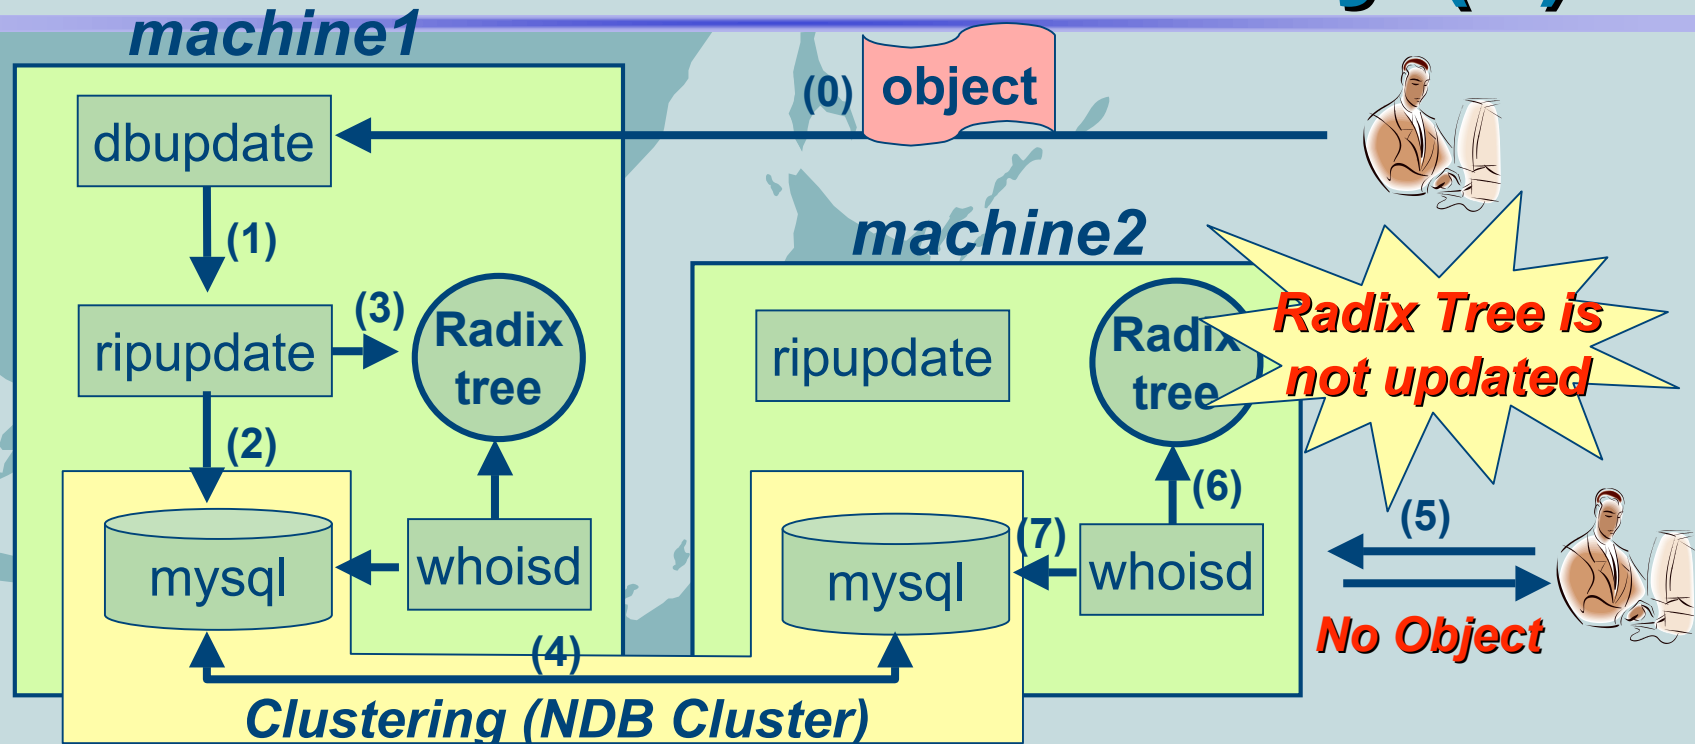 machine1
(0)
object
dbupdate
(1)
machine2
ripupdate
(3)
Radix
tree
ripupdate
Radix
tree
Radix Tree is
not updated
(2)
(6)
(5)
mysql
whoisd
mysql
(7)
whoisd
No Object
(4)
Clustering (NDB Cluster)